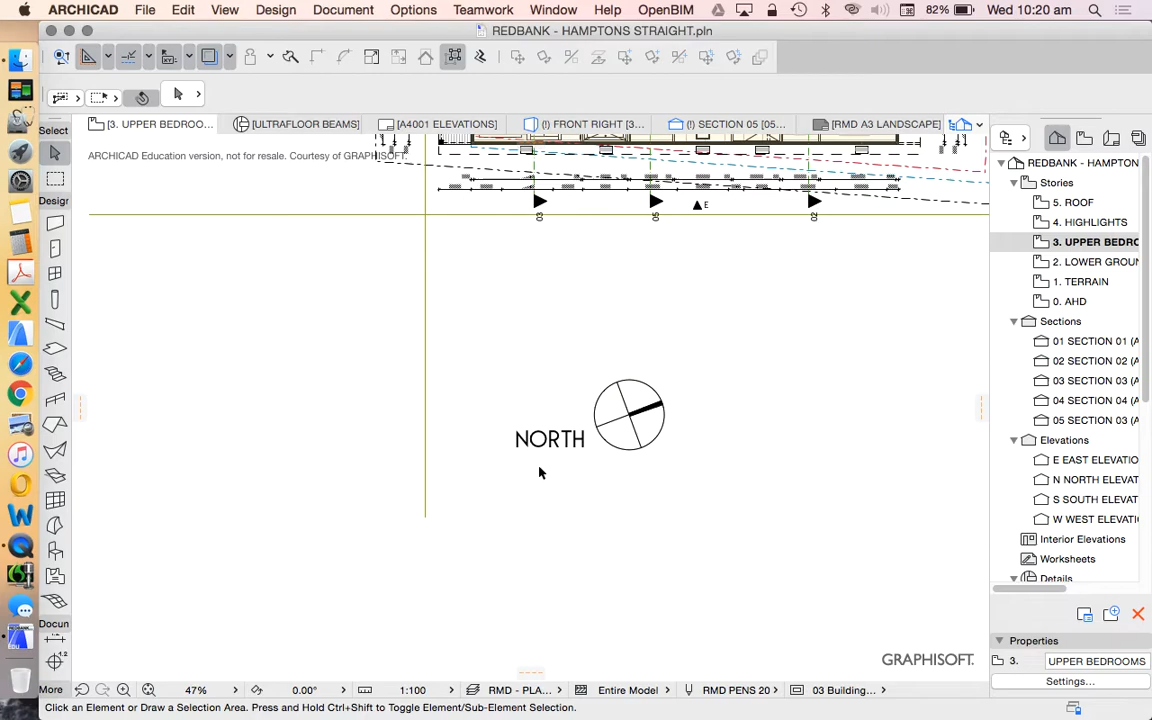 ARCHICAD File Edit View Design Document Options Teamwork Window Help OpenBIM 82% Wed 10:20 am
REDBANK - HAMPTONS STRAIGHT.pln
Select
[3. UPPER BEDROO...
[ULTRAFLOOR BEAMS]
[A4001 ELEVATIONS]
(!) FRONT RIGHT [3...
(!) SECTION 05 [05...
[RMD A3 LANDSCAPE]
ARCHICAD Education version, not for resale. Courtesy of GRAPHISOFT.
Design
03
05
E
02
NORTH
GRAPHISOFT.
REDBANK - HAMPTON
Stories
5. ROOF
4. HIGHLIGHTS
3. UPPER BEDRO
2. LOWER GROUN
1. TERRAIN
0. AHD
Sections
01 SECTION 01 (A
02 SECTION 02 (A
03 SECTION 03 (A
04 SECTION 04 (A
05 SECTION 05 (A
Elevations
E EAST ELEVATIO
N NORTH ELEVAT
S SOUTH ELEVAT
W WEST ELEVATI
Interior Elevations
Worksheets
Details
Properties
3. UPPER BEDROOMS
Settings...
Docun
More
47% 0.00° 1:100 RMD - PLA... Entire Model RMD PENS 20 03 Building...
Click an Element or Draw a Selection Area. Press and Hold Ctrl+Shift to Toggle Element/Sub-Element Selection.